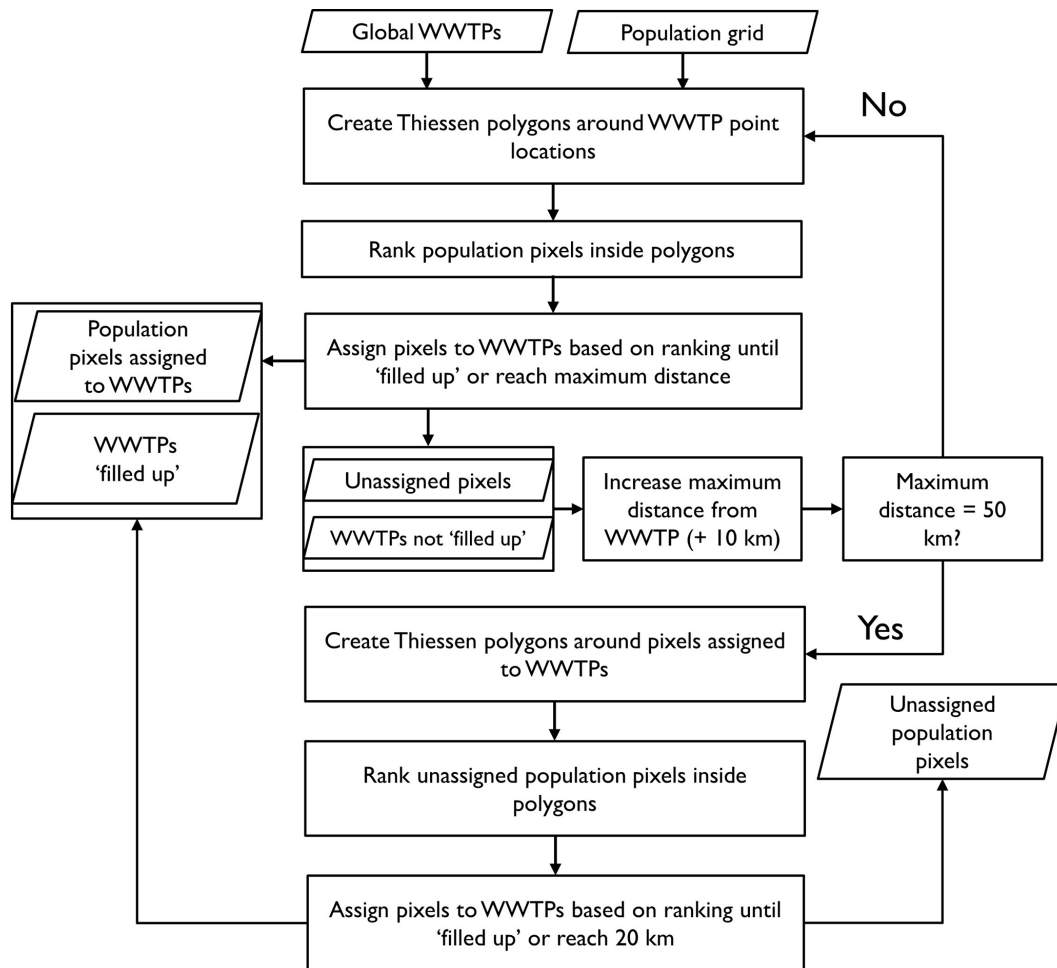 Global WWTPs
Population grid
Create Thiessen polygons around WWTP point
locations
No
Rank population pixels inside polygons
Population
pixels assigned
to WWTPs
WWTPs
‘filled up’
Assign pixels to WWTPs based on ranking until
‘filled up’ or reach maximum distance
Unassigned pixels
WWTPs not ‘filled up’
Increase maximum
distance from
WWTP (+ 10 km)
Maximum
distance = 50
km?
Yes
Create Thiessen polygons around pixels assigned
to WWTPs
Unassigned
population
pixels
Rank unassigned population pixels inside
polygons
Assign pixels to WWTPs based on ranking until
‘filled up’ or reach 20 km